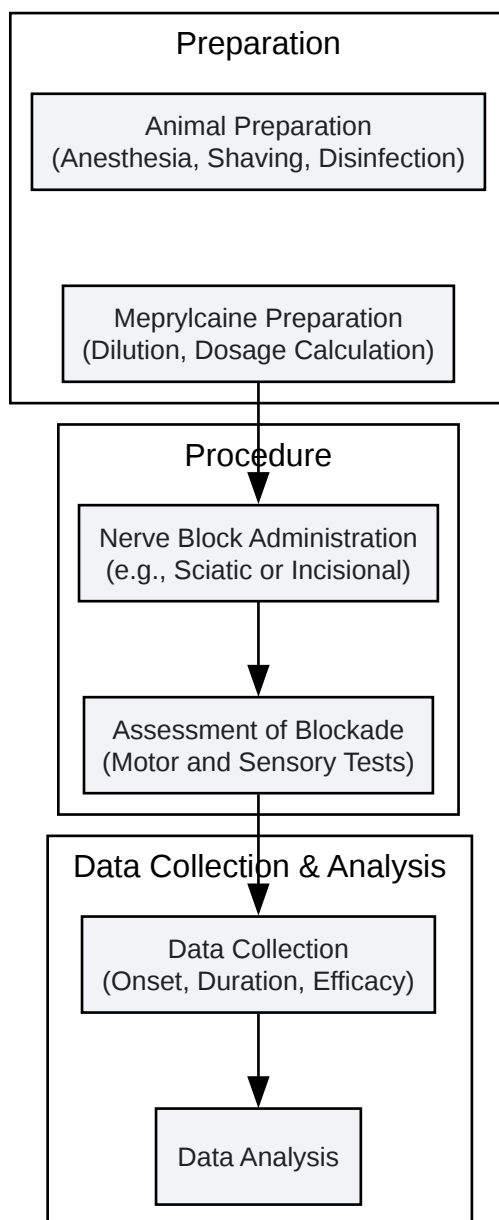 Preparation
Animal Preparation
(Anesthesia, Shaving, Disinfection)
Meprylcaine Preparation
(Dilution, Dosage Calculation)
Procedure
Nerve Block Administration
(e.g., Sciatic or Incisional)
Assessment of Blockade
(Motor and Sensory Tests)
Data Collection & Analysis
Data Collection
(Onset, Duration, Efficacy)
Data Analysis